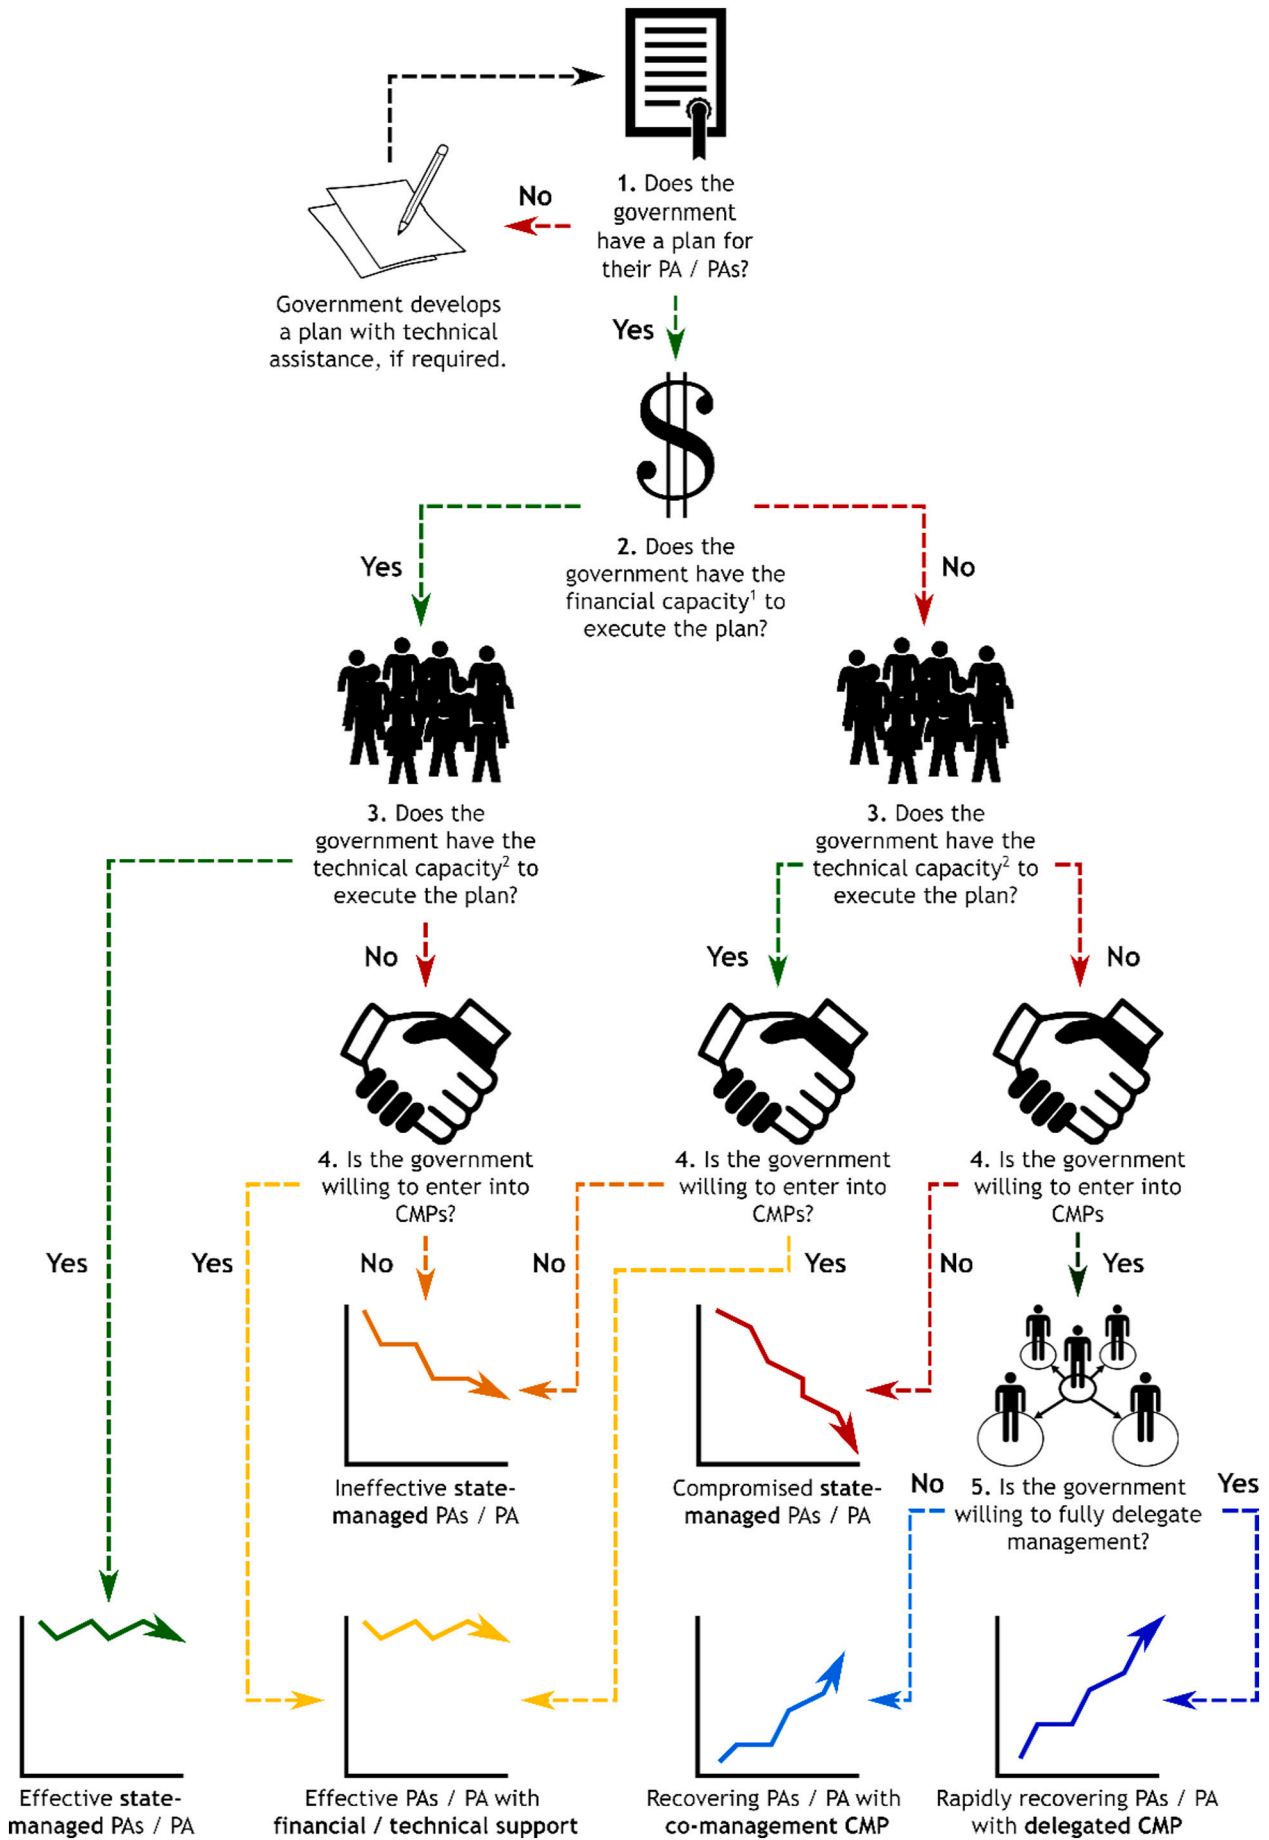 No
1. Does the
government
have a plan for
their PA / PAs?
Government develops
a plan with technical
assistance, if required.
Yes
2. Does the
government have the
financial capacity¹ to
execute the plan?
Yes
No
3. Does the
government have the
technical capacity² to
execute the plan?
3. Does the
government have the
technical capacity² to
execute the plan?
No
Yes
No
4. Is the government
willing to enter into
CMPs?
4. Is the government
willing to enter into
CMPs?
4. Is the government
willing to enter into
CMPs
Yes
Yes
No
No
Yes
No
Yes
Ineffective state-
managed PAs / PA
Compromised state-
managed PAs / PA
No
5. Is the government
willing to fully delegate
management?
Yes
Effective state-
managed PAs / PA
Effective PAs / PA with
financial / technical support
Recovering PAs / PA with
co-management CMP
Rapidly recovering PAs / PA
with delegated CMP